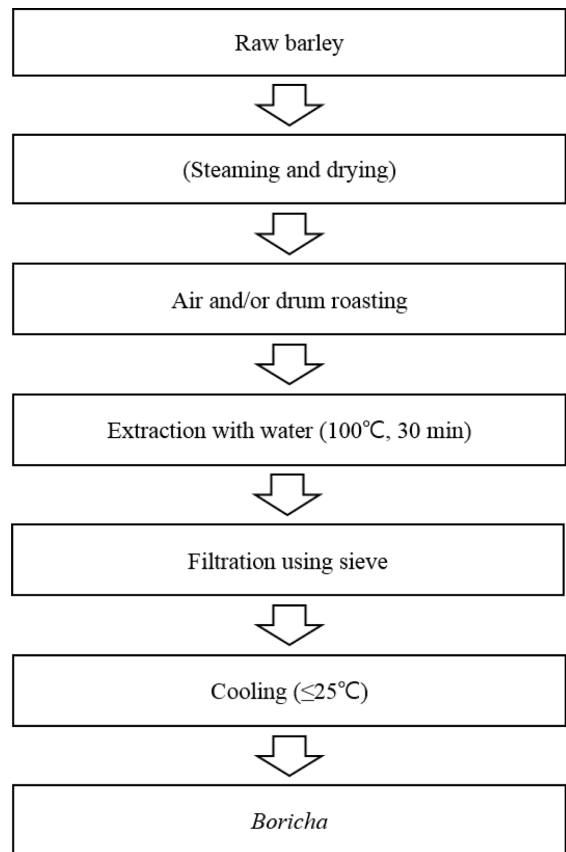 Raw barley
(Steaming and drying)
Air and/or drum roasting
Extraction with water (100℃, 30 min)
Filtration using sieve
Cooling (≤25℃)
Boricha